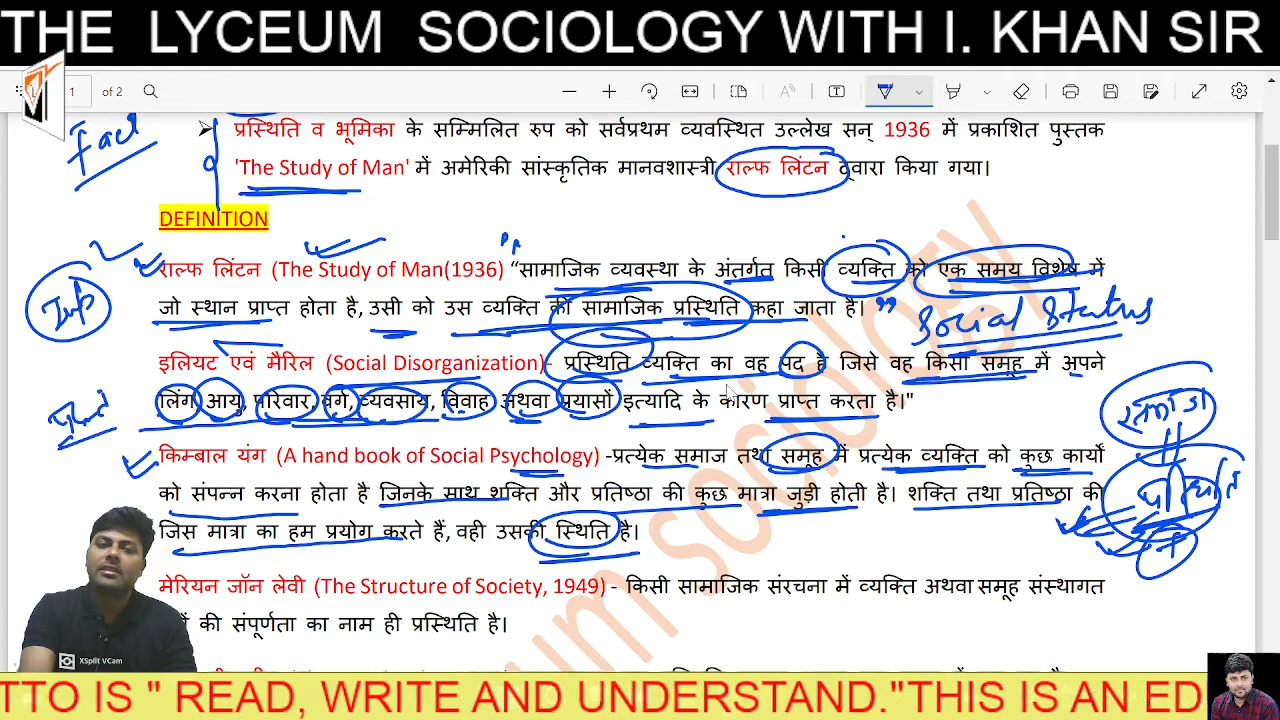 THE LYCEUM SOCIOLOGY WITH I. KHAN SIR
1 of 2
Fact
प्रस्थिति व भूमिका के सम्मिलित रुप को सर्वप्रथम व्यवस्थित उल्लेख सन् 1936 में प्रकाशित पुस्तक
'The Study of Man' में अमेरिकी सांस्कृतिक मानवशास्त्री राल्फ लिंटन द्वारा किया गया।
DEFINITION
राल्फ लिंटन (The Study of Man(1936) “सामाजिक व्यवस्था के अंतर्गत किसी व्यक्ति को एक समय विशेष में
जो स्थान प्राप्त होता है, उसी को उस व्यक्ति की सामाजिक प्रस्थिति कहा जाता है। ”
Imp
Social Status
इलियट एवं मैरिल (Social Disorganization)- प्रस्थिति व्यक्ति का वह पद है जिसे वह किसी समूह में अपने
लिंग आयु, परिवार, वर्ग, व्यवसाय, विवाह अथवा प्रयासों इत्यादि के कारण प्राप्त करता है।"
किम्बाल यंग (A hand book of Social Psychology) -प्रत्येक समाज तथा समूह में प्रत्येक व्यक्ति को कुछ कार्यों
को संपन्न करना होता है जिनके साथ शक्ति और प्रतिष्ठा की कुछ मात्रा जुड़ी होती है। शक्ति तथा प्रतिष्ठा की
जिस मात्रा का हम प्रयोग करते हैं, वही उसकी स्थिति है।
मेरियन जॉन लेवी (The Structure of Society, 1949) - किसी सामाजिक संरचना में व्यक्ति अथवा समूह संस्थागत
की संपूर्णता का नाम ही प्रस्थिति है।
sociology
XSplit VCam
TTO IS " READ, WRITE AND UNDERSTAND."THIS IS AN ED